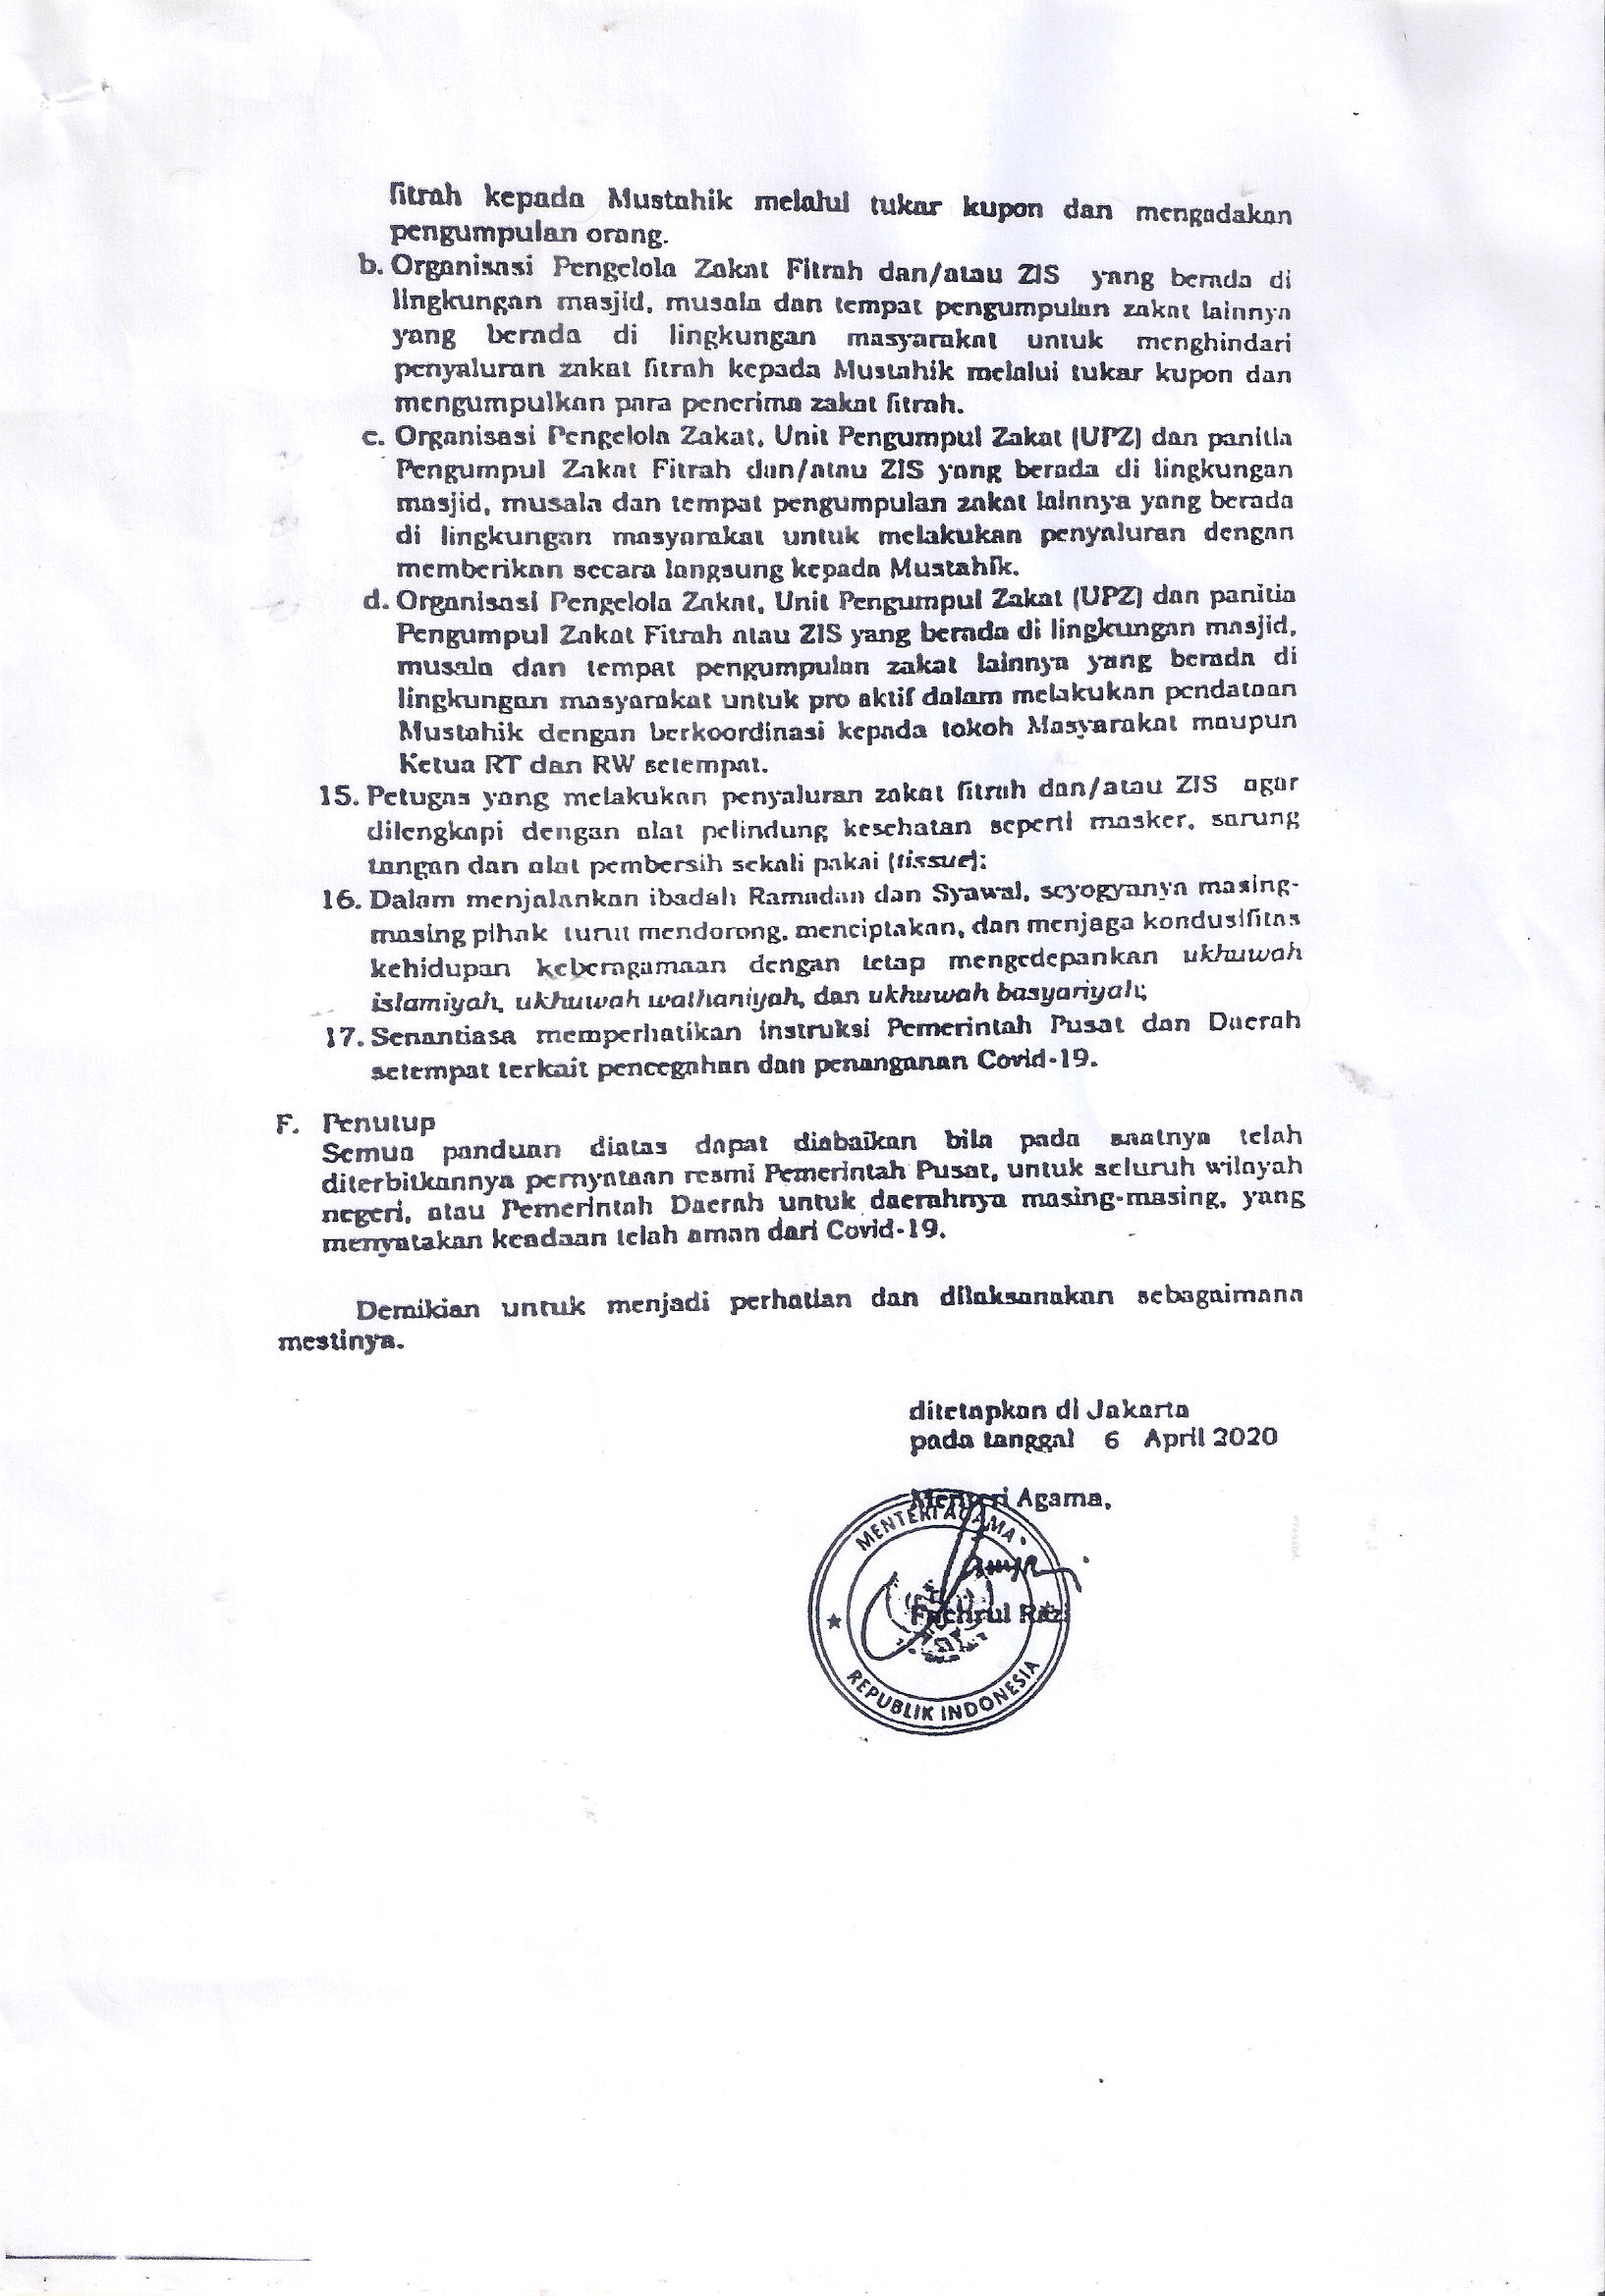 fitrah kepada Mustahik melalui tukar kupon dan mengadakan
pengumpulan orang.
b. Organisasi Pengelola Zakat Fitrah dan/atau ZIS yang berada di
lingkungan masjid, musala dan tempat pengumpulan zakat lainnya
yang berada di lingkungan masyarakat untuk menghindari
penyaluran zakat fitrah kepada Mustahik melalui tukar kupon dan
mengumpulkan para penerima zakat fitrah.
c. Organisasi Pengelola Zakat, Unit Pengumpul Zakat (UPZ) dan panitia
Pengumpul Zakat Fitrah dan/atau ZIS yang berada di lingkungan
masjid, musala dan tempat pengumpulan zakat lainnya yang berada
di lingkungan masyarakat untuk melakukan penyaluran dengan
memberikan secara langsung kepada Mustahik.
d. Organisasi Pengelola Zakat, Unit Pengumpul Zakat (UPZ) dan panitia
Pengumpul Zakat Fitrah atau ZIS yang berada di lingkungan masjid,
musala dan tempat pengumpulan zakat lainnya yang berada di
lingkungan masyarakat untuk pro aktif dalam melakukan pendataan
Mustahik dengan berkoordinasi kepada tokoh Masyarakat maupun
Ketua RT dan RW setempat.
15. Petugas yang melakukan penyaluran zakat fitrah dan/atau ZIS agar
dilengkapi dengan alat pelindung kesehatan seperti masker, sarung
tangan dan alat pembersih sekali pakai (tissue);
16. Dalam menjalankan ibadah Ramadan dan Syawal, seyogyanya masing-
masing pihak turut mendorong, menciptakan, dan menjaga kondusifitas
kehidupan keberagamaan dengan tetap mengedepankan ukhuwah
islamiyah, ukhuwah wathaniyah, dan ukhuwah basyariyah;
17. Senantiasa memperhatikan instruksi Pemerintah Pusat dan Daerah
setempat terkait pencegahan dan penanganan Covid-19.
F. Penutup
Semua panduan diatas dapat diabaikan bila pada saatnya telah
diterbitkannya pernyataan resmi Pemerintah Pusat, untuk seluruh wilayah
negeri, atau Pemerintah Daerah untuk daerahnya masing-masing, yang
menyatakan keadaan telah aman dari Covid-19.
Demikian untuk menjadi perhatian dan dilaksanakan sebagaimana
mestinya.
ditetapkan di Jakarta
pada tanggal 6 April 2020
Menteri Agama,
MENTERI AGAMA
Fachrul Razi
REPUBLIK INDONESIA